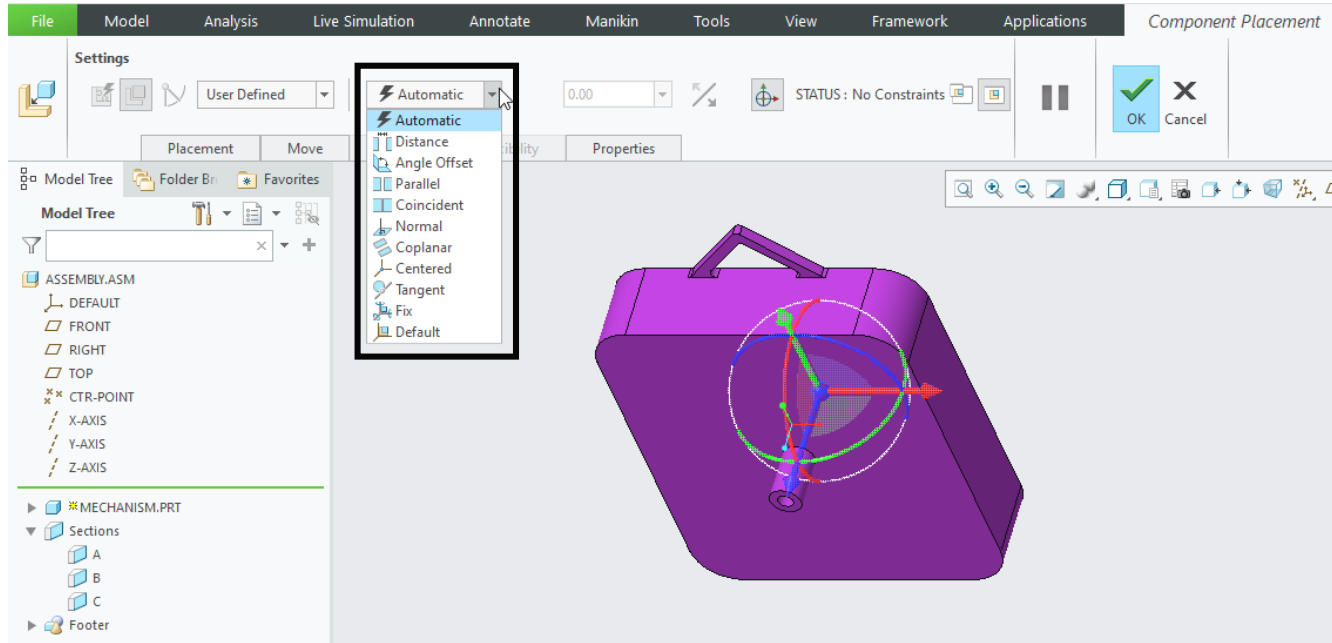 File Model Analysis Live Simulation Annotate Manikin Tools View Framework Applications Component Placement
Settings
User Defined Automatic 0.00 STATUS : No Constraints OK Cancel
Placement Move Properties
Automatic
Distance
Angle Offset
Parallel
Coincident
Normal
Coplanar
Centered
Tangent
Fix
Default
Model Tree Folder Br Favorites
Model Tree
ASSEMBLY.ASM
DEFAULT
FRONT
RIGHT
TOP
CTR-POINT
X-AXIS
Y-AXIS
Z-AXIS
MECHANISM.PRT
Sections
A
B
C
Footer